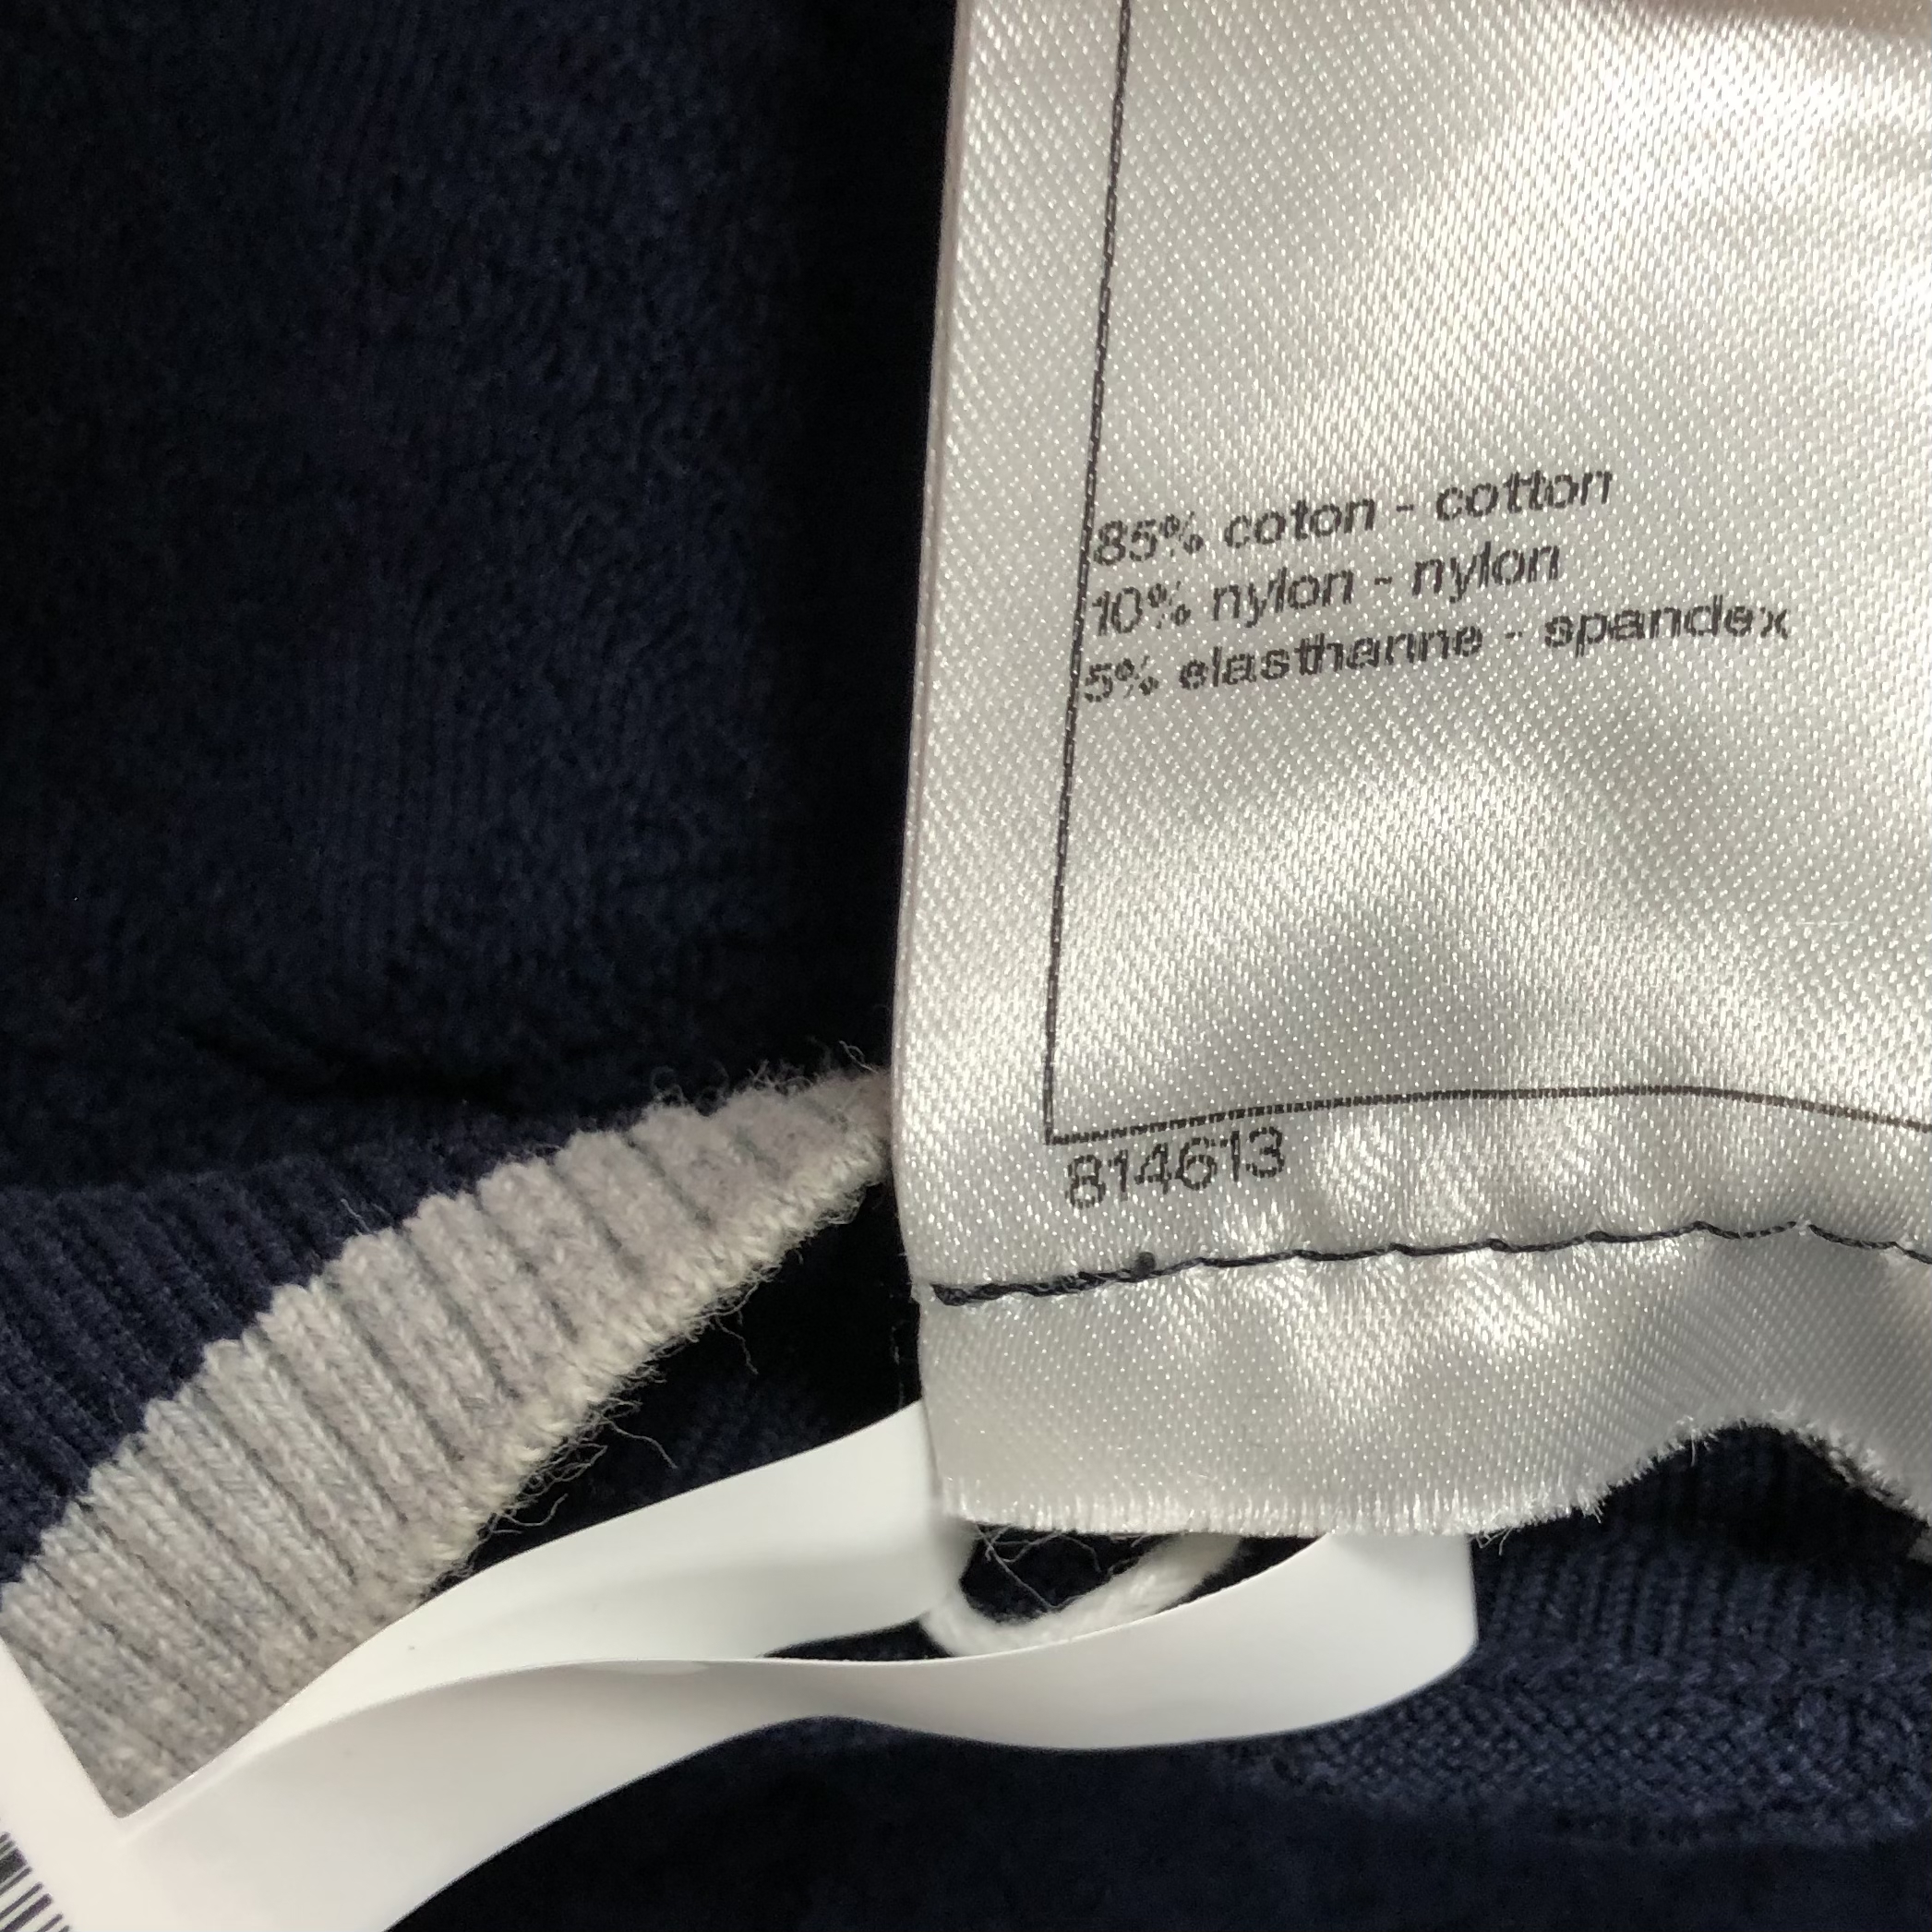 85% coton - cotton
10% nylon - nylon
5% elasthanne - spandex
814613